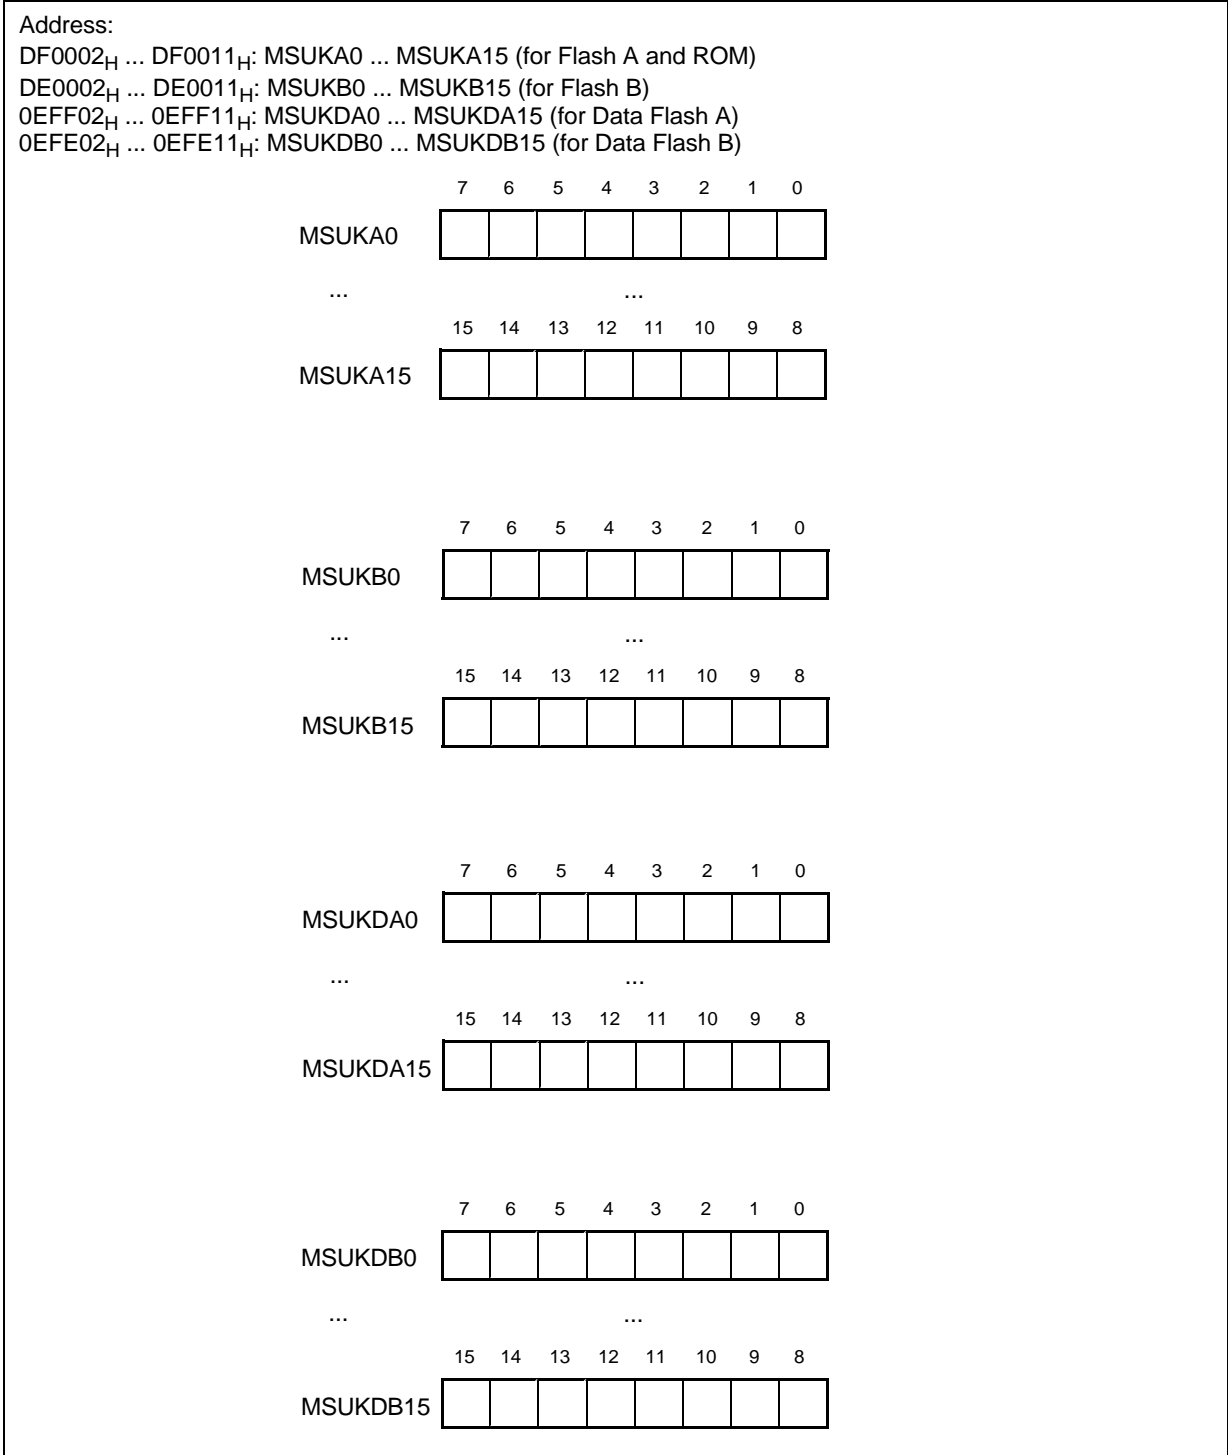 Address:
DF0002H ... DF0011H: MSUKA0 ... MSUKA15 (for Flash A and ROM)
DE0002H ... DE0011H: MSUKB0 ... MSUKB15 (for Flash B)
0EFF02H ... 0EFF11H: MSUKDA0 ... MSUKDA15 (for Data Flash A)
0EFE02H ... 0EFE11H: MSUKDB0 ... MSUKDB15 (for Data Flash B)
7 6 5 4 3 2 1 0
MSUKA0
... ...
15 14 13 12 11 10 9 8
MSUKA15
7 6 5 4 3 2 1 0
MSUKB0
... ...
15 14 13 12 11 10 9 8
MSUKB15
7 6 5 4 3 2 1 0
MSUKDA0
... ...
15 14 13 12 11 10 9 8
MSUKDA15
7 6 5 4 3 2 1 0
MSUKDB0
... ...
15 14 13 12 11 10 9 8
MSUKDB15